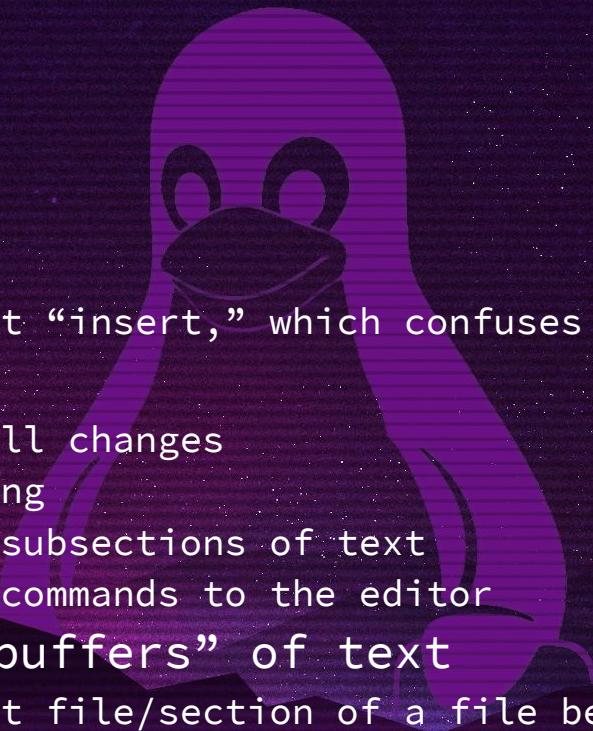 t “insert,” which confuses
ll changes
ng
subsections of text
commands to the editor
buffers” of text
t file/section of a file be